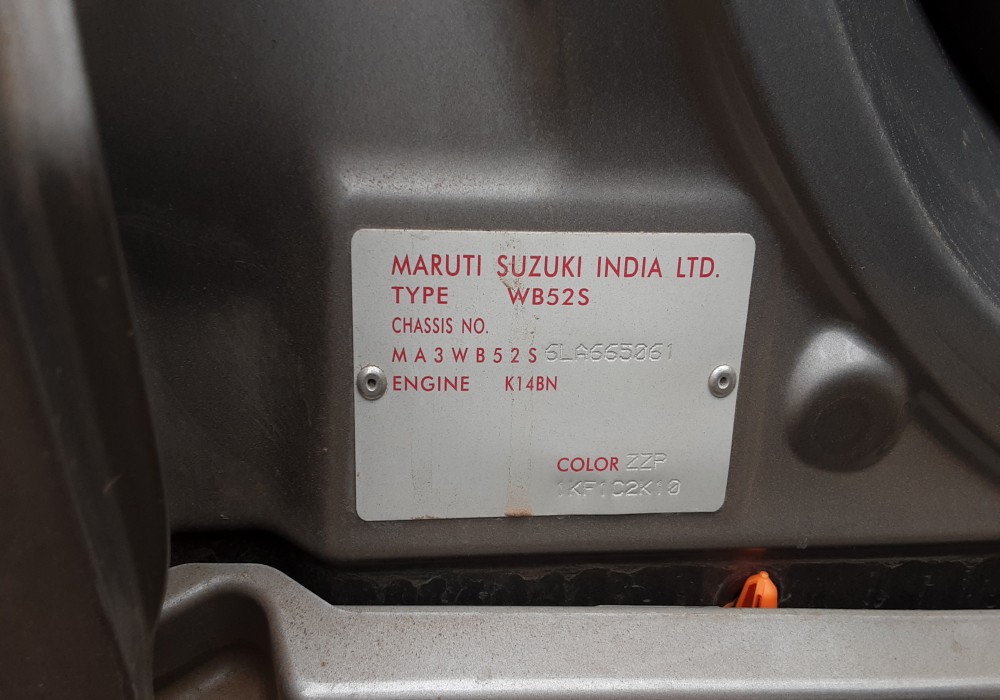 MARUTI SUZUKI INDIA LTD.
TYPE WB52S
CHASSIS NO.
MA3WB52S6LA665061
ENGINE K14BN
COLOR ZZP
1KF1C2K10